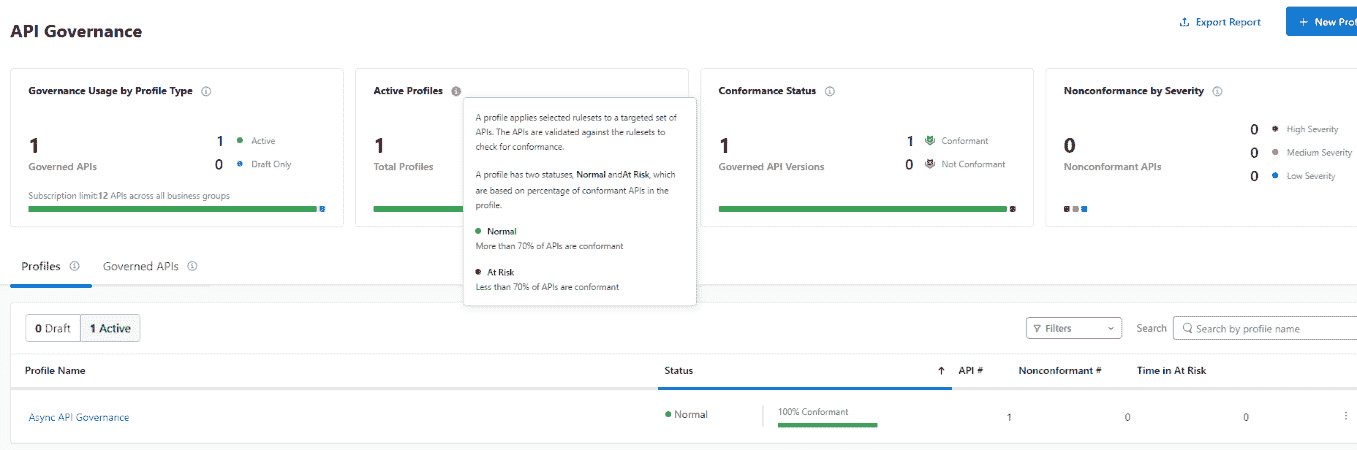 API Governance
Export Report
+ New Prof
Governance Usage by Profile Type
1
Governed APIs
1 Active
0 Draft Only
Subscription limit:12 APIs across all business groups
Active Profiles
1
Total Profiles
A profile applies selected rulesets to a targeted set of
APIs. The APIs are validated against the rulesets to
check for conformance.
A profile has two statuses, Normal andAt Risk, which
are based on percentage of conformant APIs in the
profile.
Normal
More than 70% of APIs are conformant
At Risk
Less than 70% of APIs are conformant
Conformance Status
1
Governed API Versions
1 Conformant
0 Not Conformant
Nonconformance by Severity
0
Nonconformant APIs
0 High Severity
0 Medium Severity
0 Low Severity
Profiles
Governed APIs
0 Draft
1 Active
Filters
Search
Search by profile name
Profile Name
Status
API #
Nonconformant #
Time in At Risk
Async API Governance
Normal
100% Conformant
1
0
0